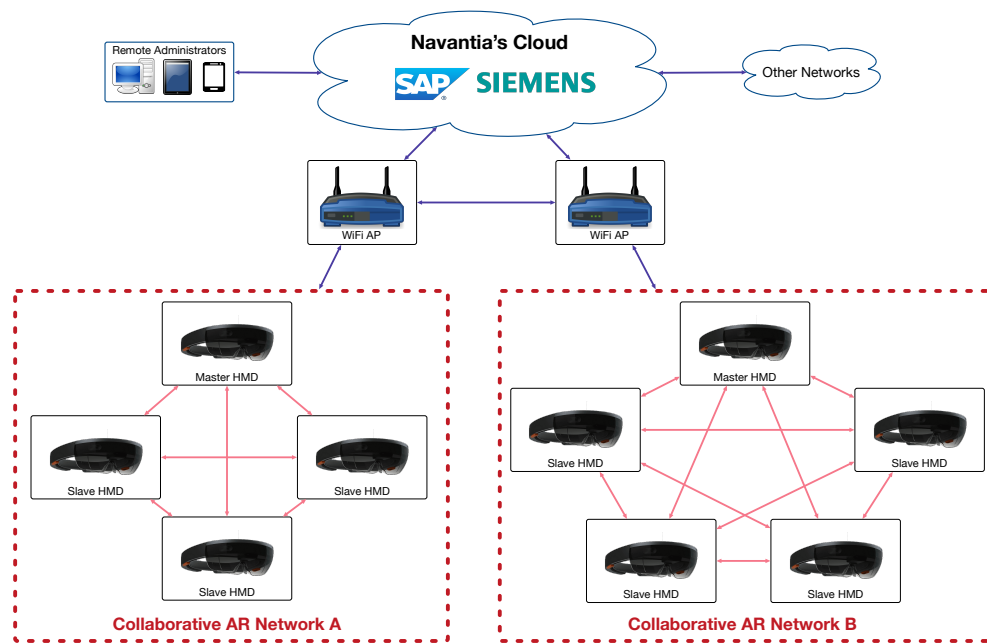 Remote Administrators
Navantia's Cloud
SAP®
SIEMENS
Other Networks
WiFi AP
WiFi AP
Master HMD
Slave HMD
Slave HMD
Slave HMD
Collaborative AR Network A
Master HMD
Slave HMD
Slave HMD
Slave HMD
Slave HMD
Collaborative AR Network B